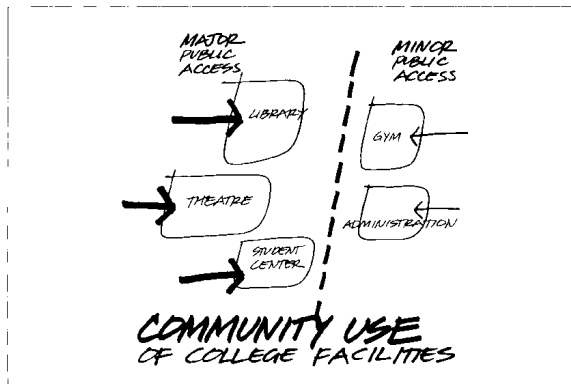 MAJOR
PUBLIC
ACCESS
LIBRARY
THEATRE
STUDENT
CENTER
MINOR
PUBLIC
ACCESS
GYM
ADMINISTRATION
COMMUNITY USE
OF COLLEGE FACILITIES